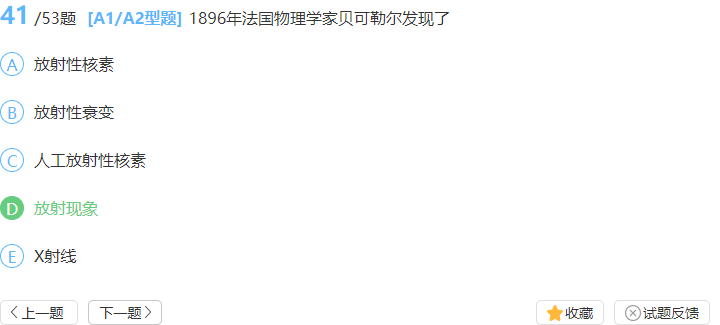 41 /53题 [A1/A2型题] 1896年法国物理学家贝可勒尔发现了
A 放射性核素
B 放射性衰变
C 人工放射性核素
D 放射现象
E X射线
上一题 下一题 收藏 试题反馈